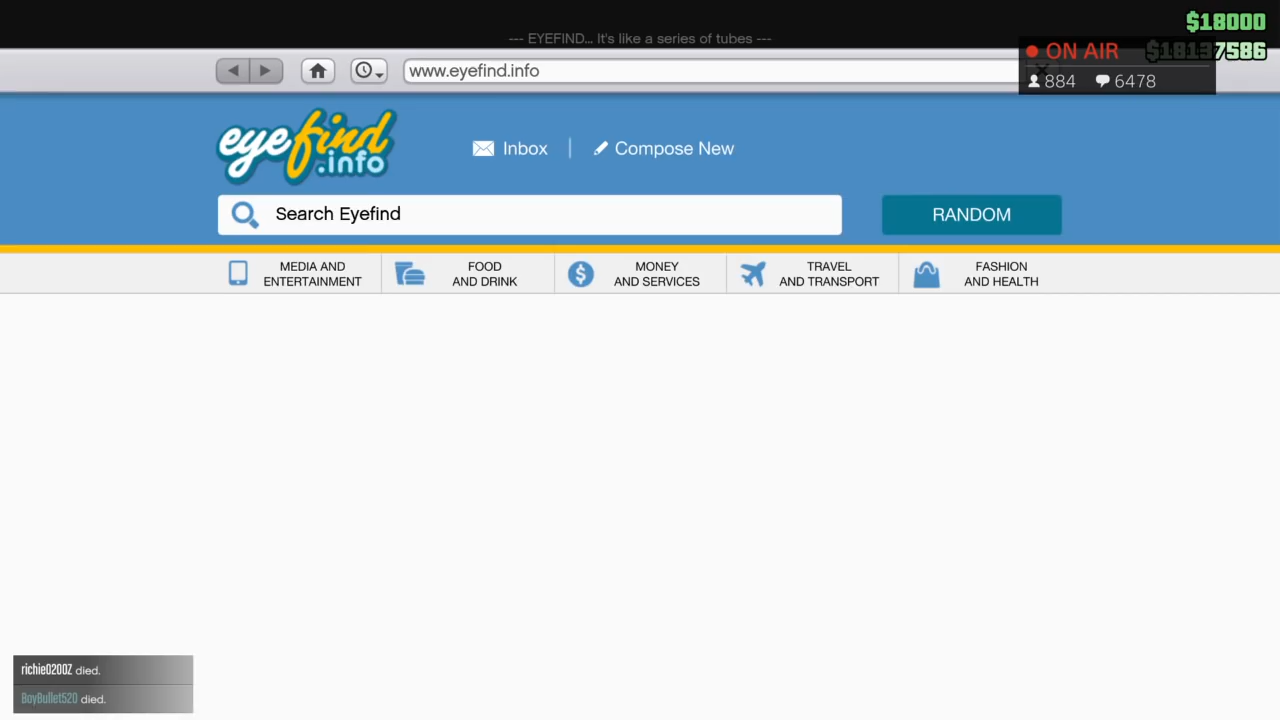 $18000
--- EYEFIND... It's like a series of tubes ---
ON AIR
$18137586
www.eyefind.info
884 6478
eyefind
.info
Inbox | Compose New
Search Eyefind
RANDOM
MEDIA AND
ENTERTAINMENT
FOOD
AND DRINK
MONEY
AND SERVICES
TRAVEL
AND TRANSPORT
FASHION
AND HEALTH
richie0200Z died.
BoyBullet520 died.